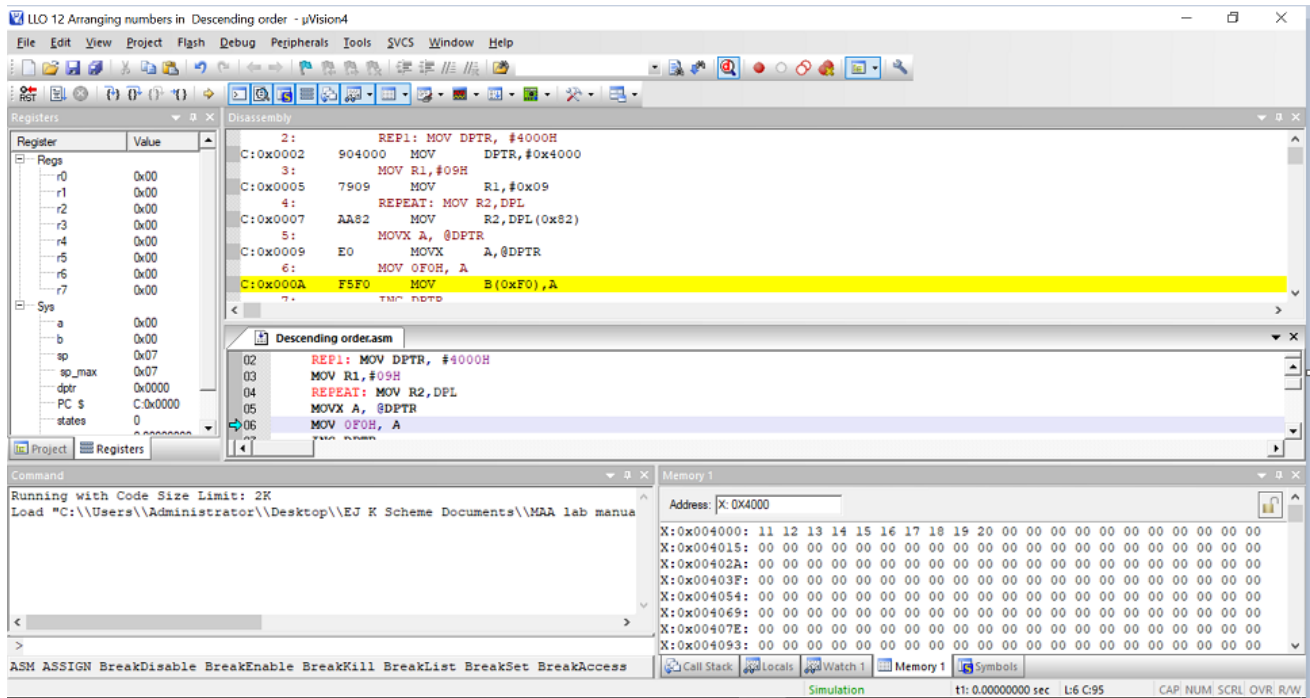 LLO 12 Arranging numbers in  Descending order  - µVision4
File Edit View Project Flash Debug Peripherals Tools SVCS Window Help
RST
Registers
Register Value
Regs
r0 0x00
r1 0x00
r2 0x00
r3 0x00
r4 0x00
r5 0x00
r6 0x00
r7 0x00
Sys
a 0x00
b 0x00
sp 0x07
sp_max 0x07
dptr 0x0000
PC $ C:0x0000
states 0
Project Registers
Disassembly
2: REP1: MOV DPTR, #4000H
C:0x0002 904000 MOV DPTR,#0x4000
3: MOV R1,#09H
C:0x0005 7909 MOV R1,#0x09
4: REPEAT: MOV R2,DPL
C:0x0007 AA82 MOV R2,DPL(0x82)
5: MOVX A, @DPTR
C:0x0009 E0 MOVX A,@DPTR
6: MOV 0F0H, A
C:0x000A F5F0 MOV B(0xF0),A
7: INC DPTR
Descending order.asm
02 REP1: MOV DPTR, #4000H
03 MOV R1,#09H
04 REPEAT: MOV R2,DPL
05 MOVX A, @DPTR
06 MOV 0F0H, A
07 INC DPTR
Command
Running with Code Size Limit: 2K
Load "C:\\Users\\Administrator\\Desktop\\EJ K Scheme Documents\\MAA lab manua
>
ASM ASSIGN BreakDisable BreakEnable BreakKill BreakList BreakSet BreakAccess
Memory 1
Address: X: 0X4000
X:0x004000: 11 12 13 14 15 16 17 18 19 20 00 00 00 00 00 00 00 00 00 00 00
X:0x004015: 00 00 00 00 00 00 00 00 00 00 00 00 00 00 00 00 00 00 00 00 00
X:0x00402A: 00 00 00 00 00 00 00 00 00 00 00 00 00 00 00 00 00 00 00 00 00
X:0x00403F: 00 00 00 00 00 00 00 00 00 00 00 00 00 00 00 00 00 00 00 00 00
X:0x004054: 00 00 00 00 00 00 00 00 00 00 00 00 00 00 00 00 00 00 00 00 00
X:0x004069: 00 00 00 00 00 00 00 00 00 00 00 00 00 00 00 00 00 00 00 00 00
X:0x00407E: 00 00 00 00 00 00 00 00 00 00 00 00 00 00 00 00 00 00 00 00 00
X:0x004093: 00 00 00 00 00 00 00 00 00 00 00 00 00 00 00 00 00 00 00 00 00
Call Stack Locals Watch 1 Memory 1 Symbols
Simulation t1: 0.00000000 sec L:6 C:95 CAP NUM SCRL OVR R/W